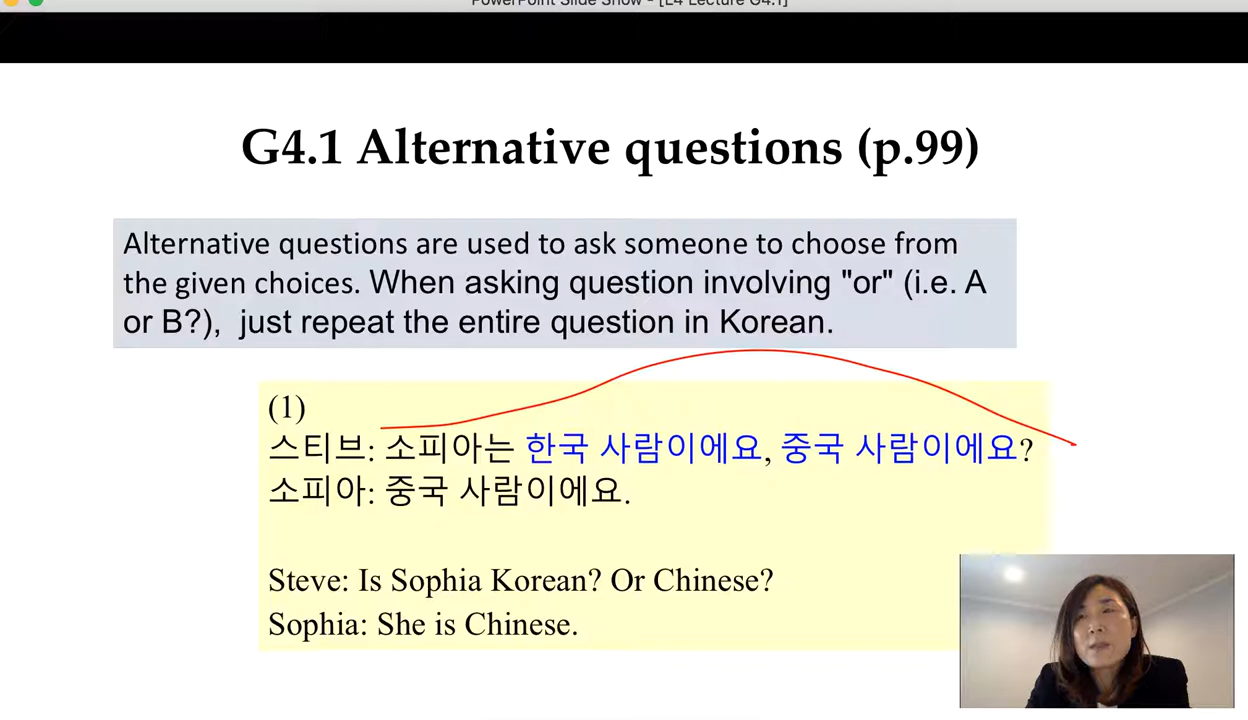 PowerPoint Slide Show - [L4 Lecture G4.1]
G4.1 Alternative questions (p.99)
Alternative questions are used to ask someone to choose from
the given choices. When asking question involving "or" (i.e. A
or B?), just repeat the entire question in Korean.
(1)
스티브: 소피아는 한국 사람이에요, 중국 사람이에요?
소피아: 중국 사람이에요.
Steve: Is Sophia Korean? Or Chinese?
Sophia: She is Chinese.